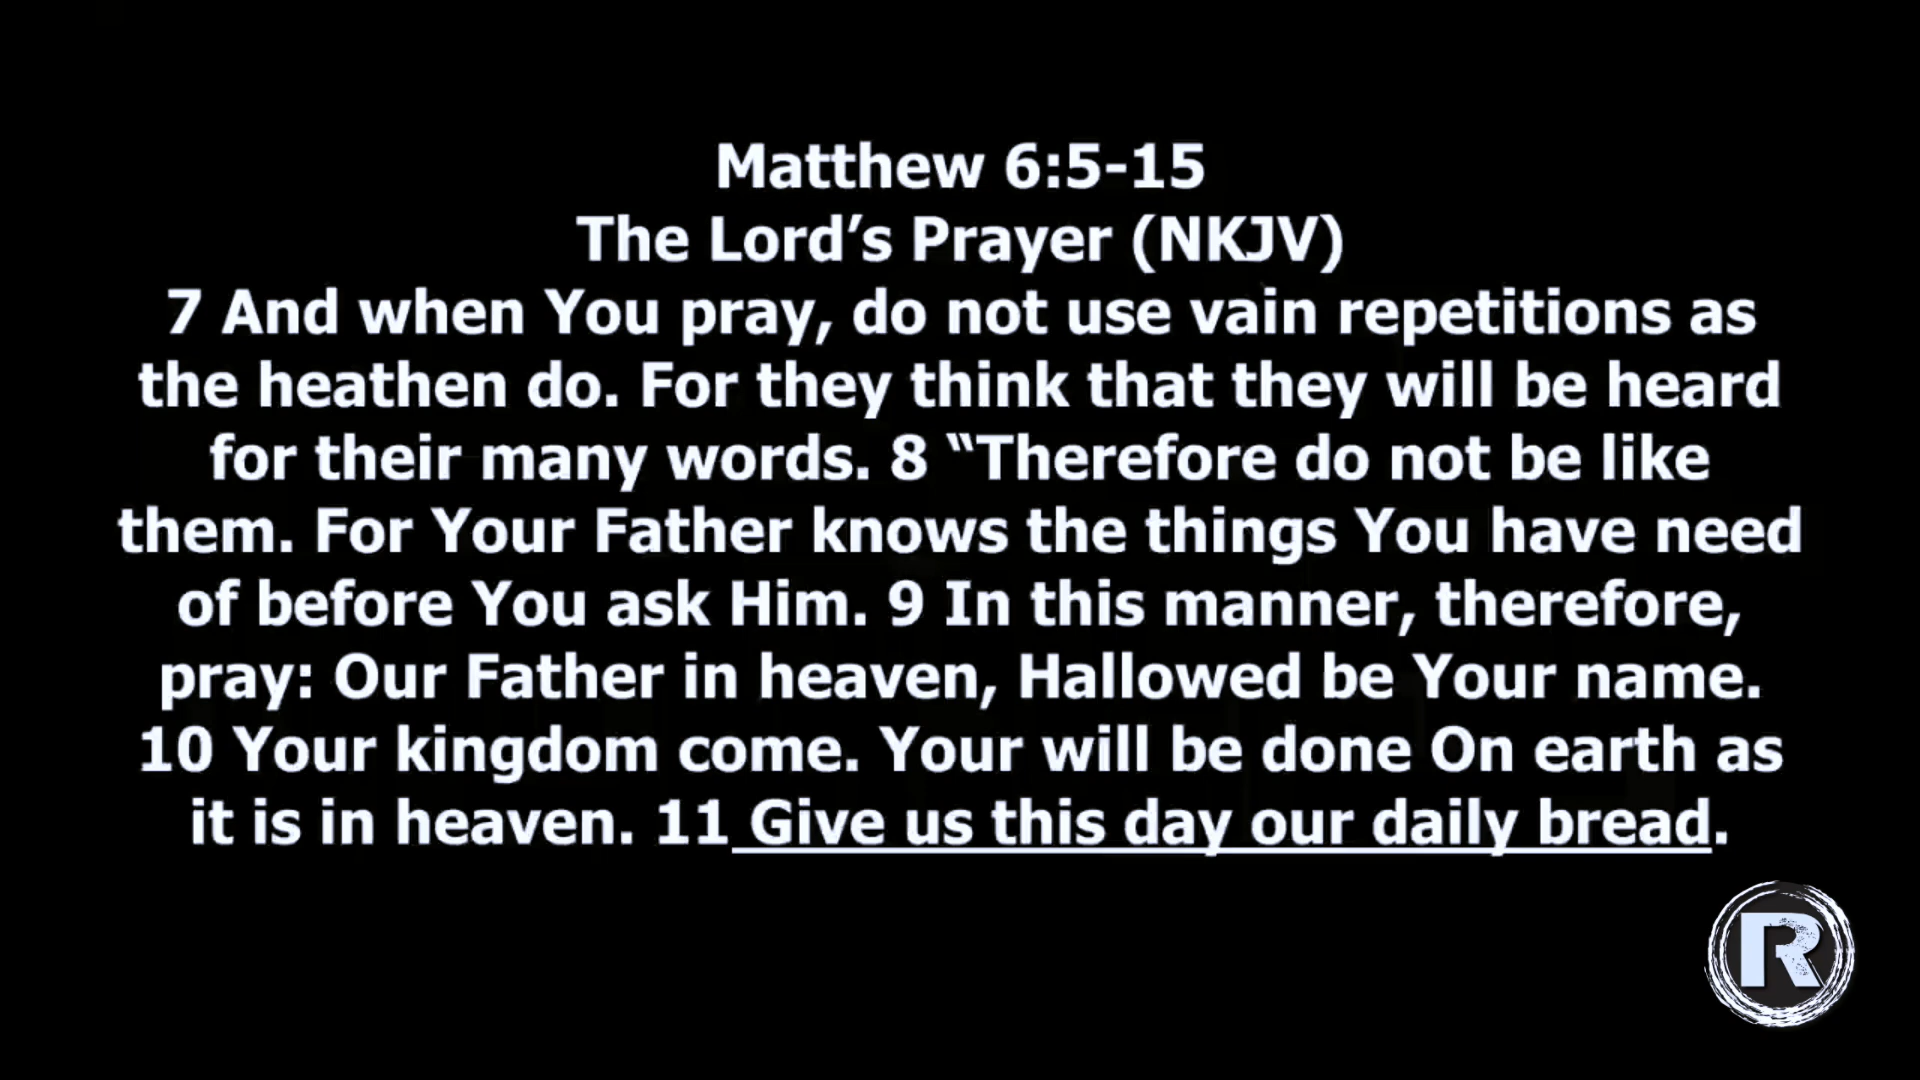 Matthew 6:5-15
The Lord’s Prayer (NKJV)
7 And when You pray, do not use vain repetitions as
the heathen do. For they think that they will be heard
for their many words. 8 “Therefore do not be like
them. For Your Father knows the things You have need
of before You ask Him. 9 In this manner, therefore,
pray: Our Father in heaven, Hallowed be Your name.
10 Your kingdom come. Your will be done On earth as
it is in heaven. 11 Give us this day our daily bread.
R